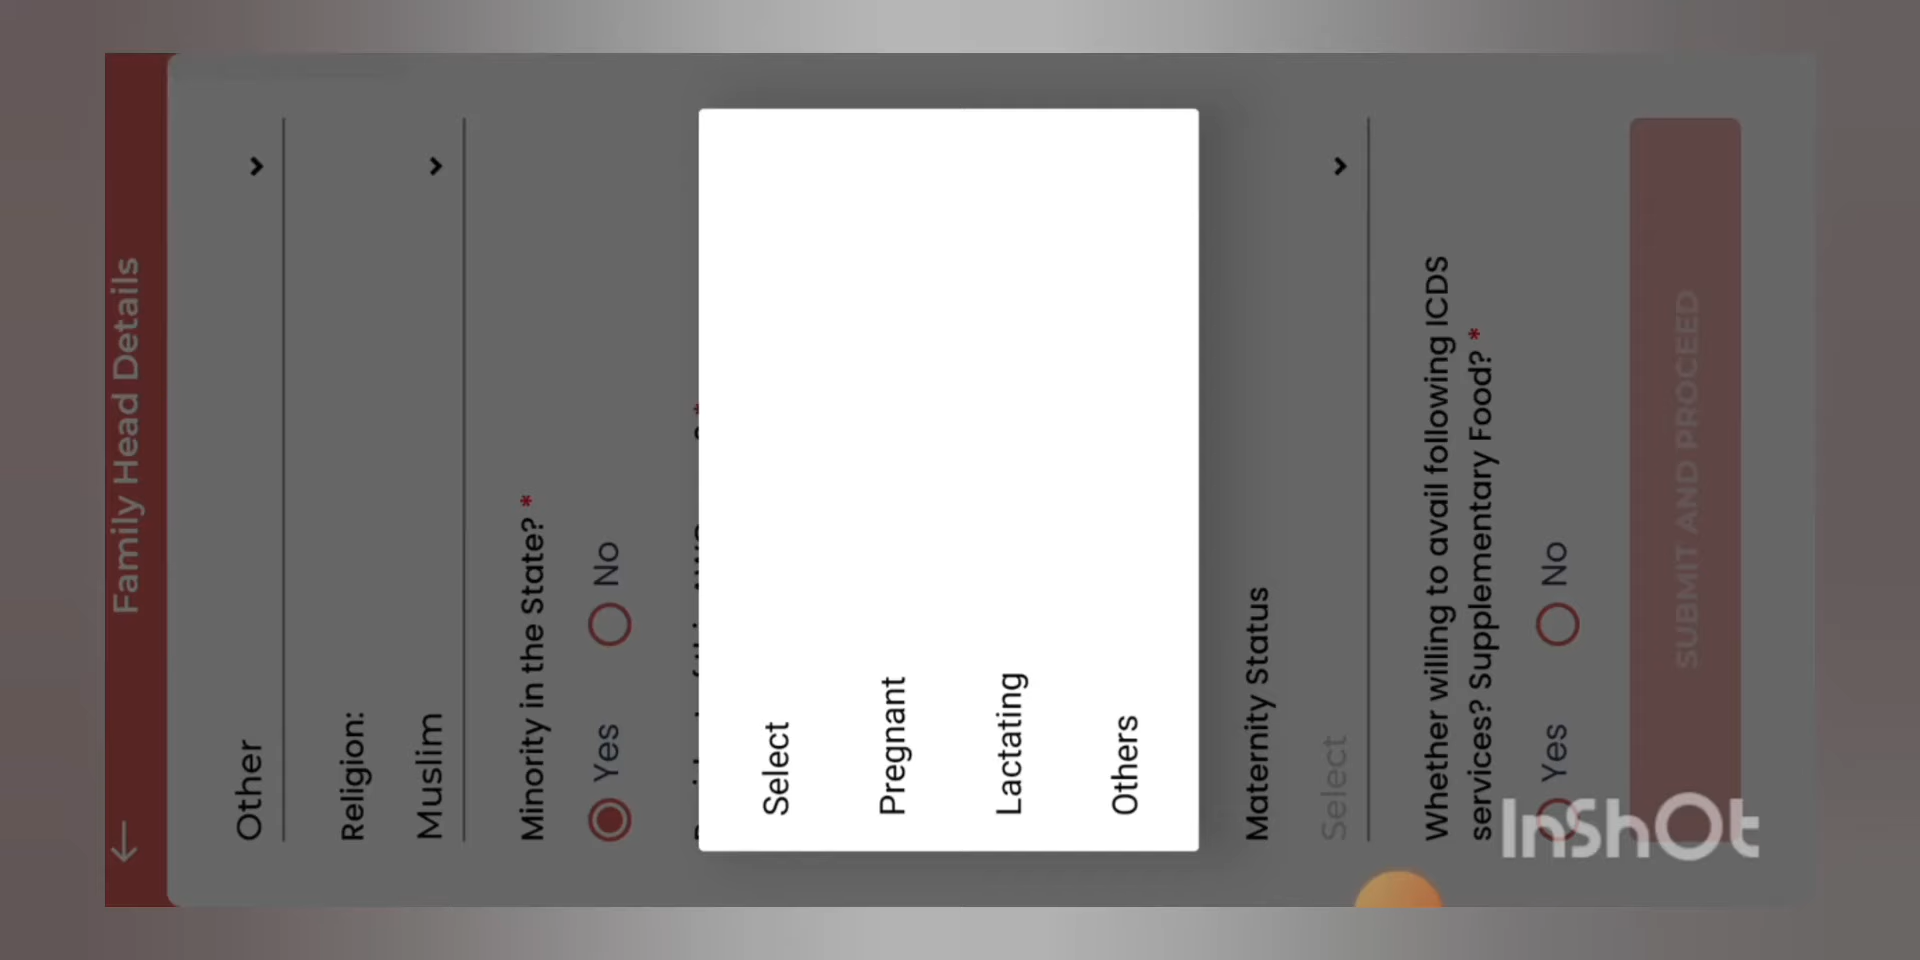 Family Head Details
Other
Religion:
Muslim
Minority in the State? *
Yes
No
Select
Pregnant
Lactating
Others
Maternity Status
Select
Whether willing to avail following ICDS
services? Supplementary Food? *
Yes
No
SUBMIT AND PROCEED
InShOt